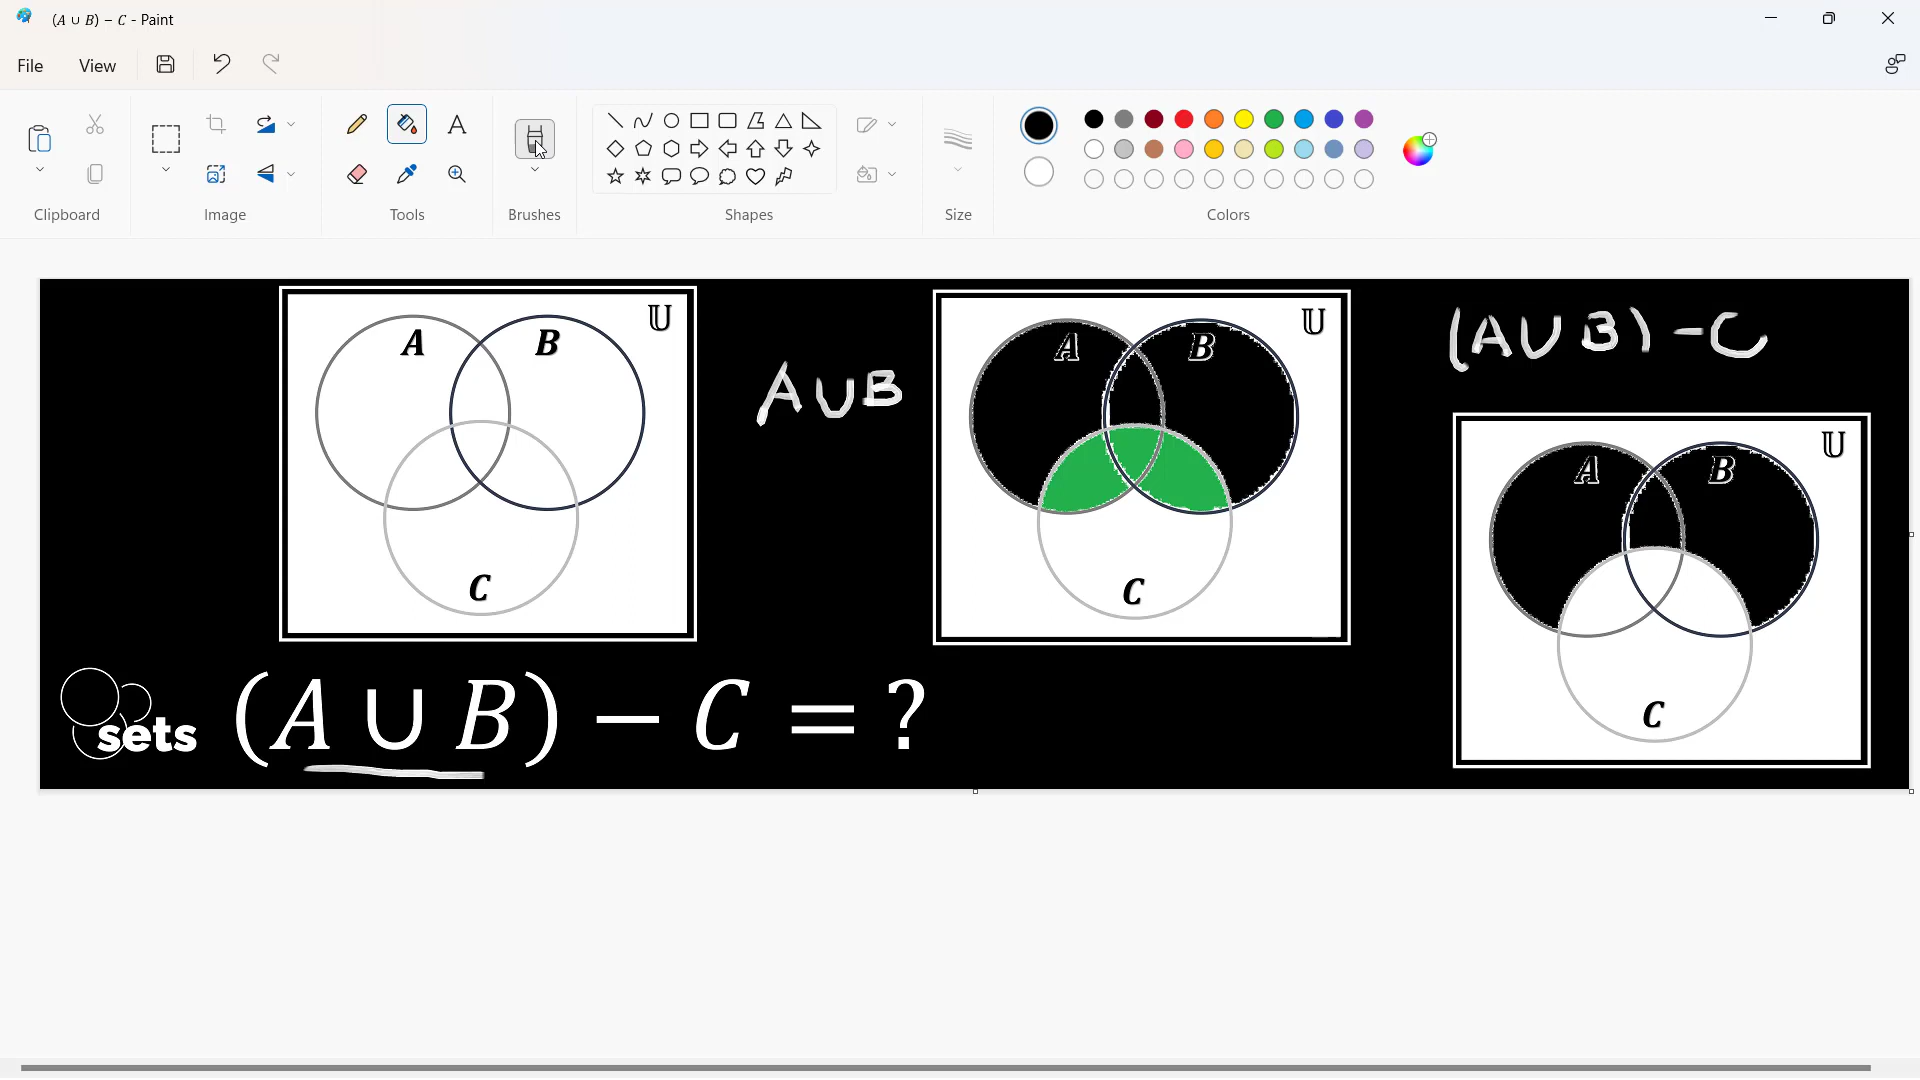 (A ∪ B) − C - Paint
File View
Clipboard Image Tools Brushes Shapes Size Colors
A B 𝕌
C
A∪B
A B 𝕌
C
(A∪B)-C
A B 𝕌
C
sets (A ∪ B) − C = ?